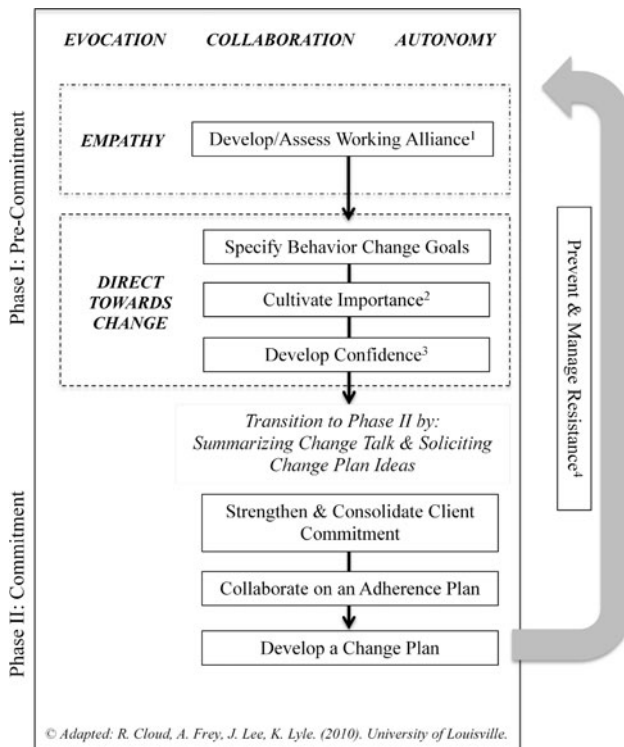 EVOCATION COLLABORATION AUTONOMY
Phase I: Pre-Commitment
EMPATHY
Develop/Assess Working Alliance¹
DIRECT
TOWARDS
CHANGE
Specify Behavior Change Goals
Cultivate Importance²
Develop Confidence³
Prevent & Manage Resistance⁴
Transition to Phase II by:
Summarizing Change Talk & Soliciting
Change Plan Ideas
Phase II: Commitment
Strengthen & Consolidate Client
Commitment
Collaborate on an Adherence Plan
Develop a Change Plan
© Adapted: R. Cloud, A. Frey, J. Lee, K. Lyle. (2010). University of Louisville.